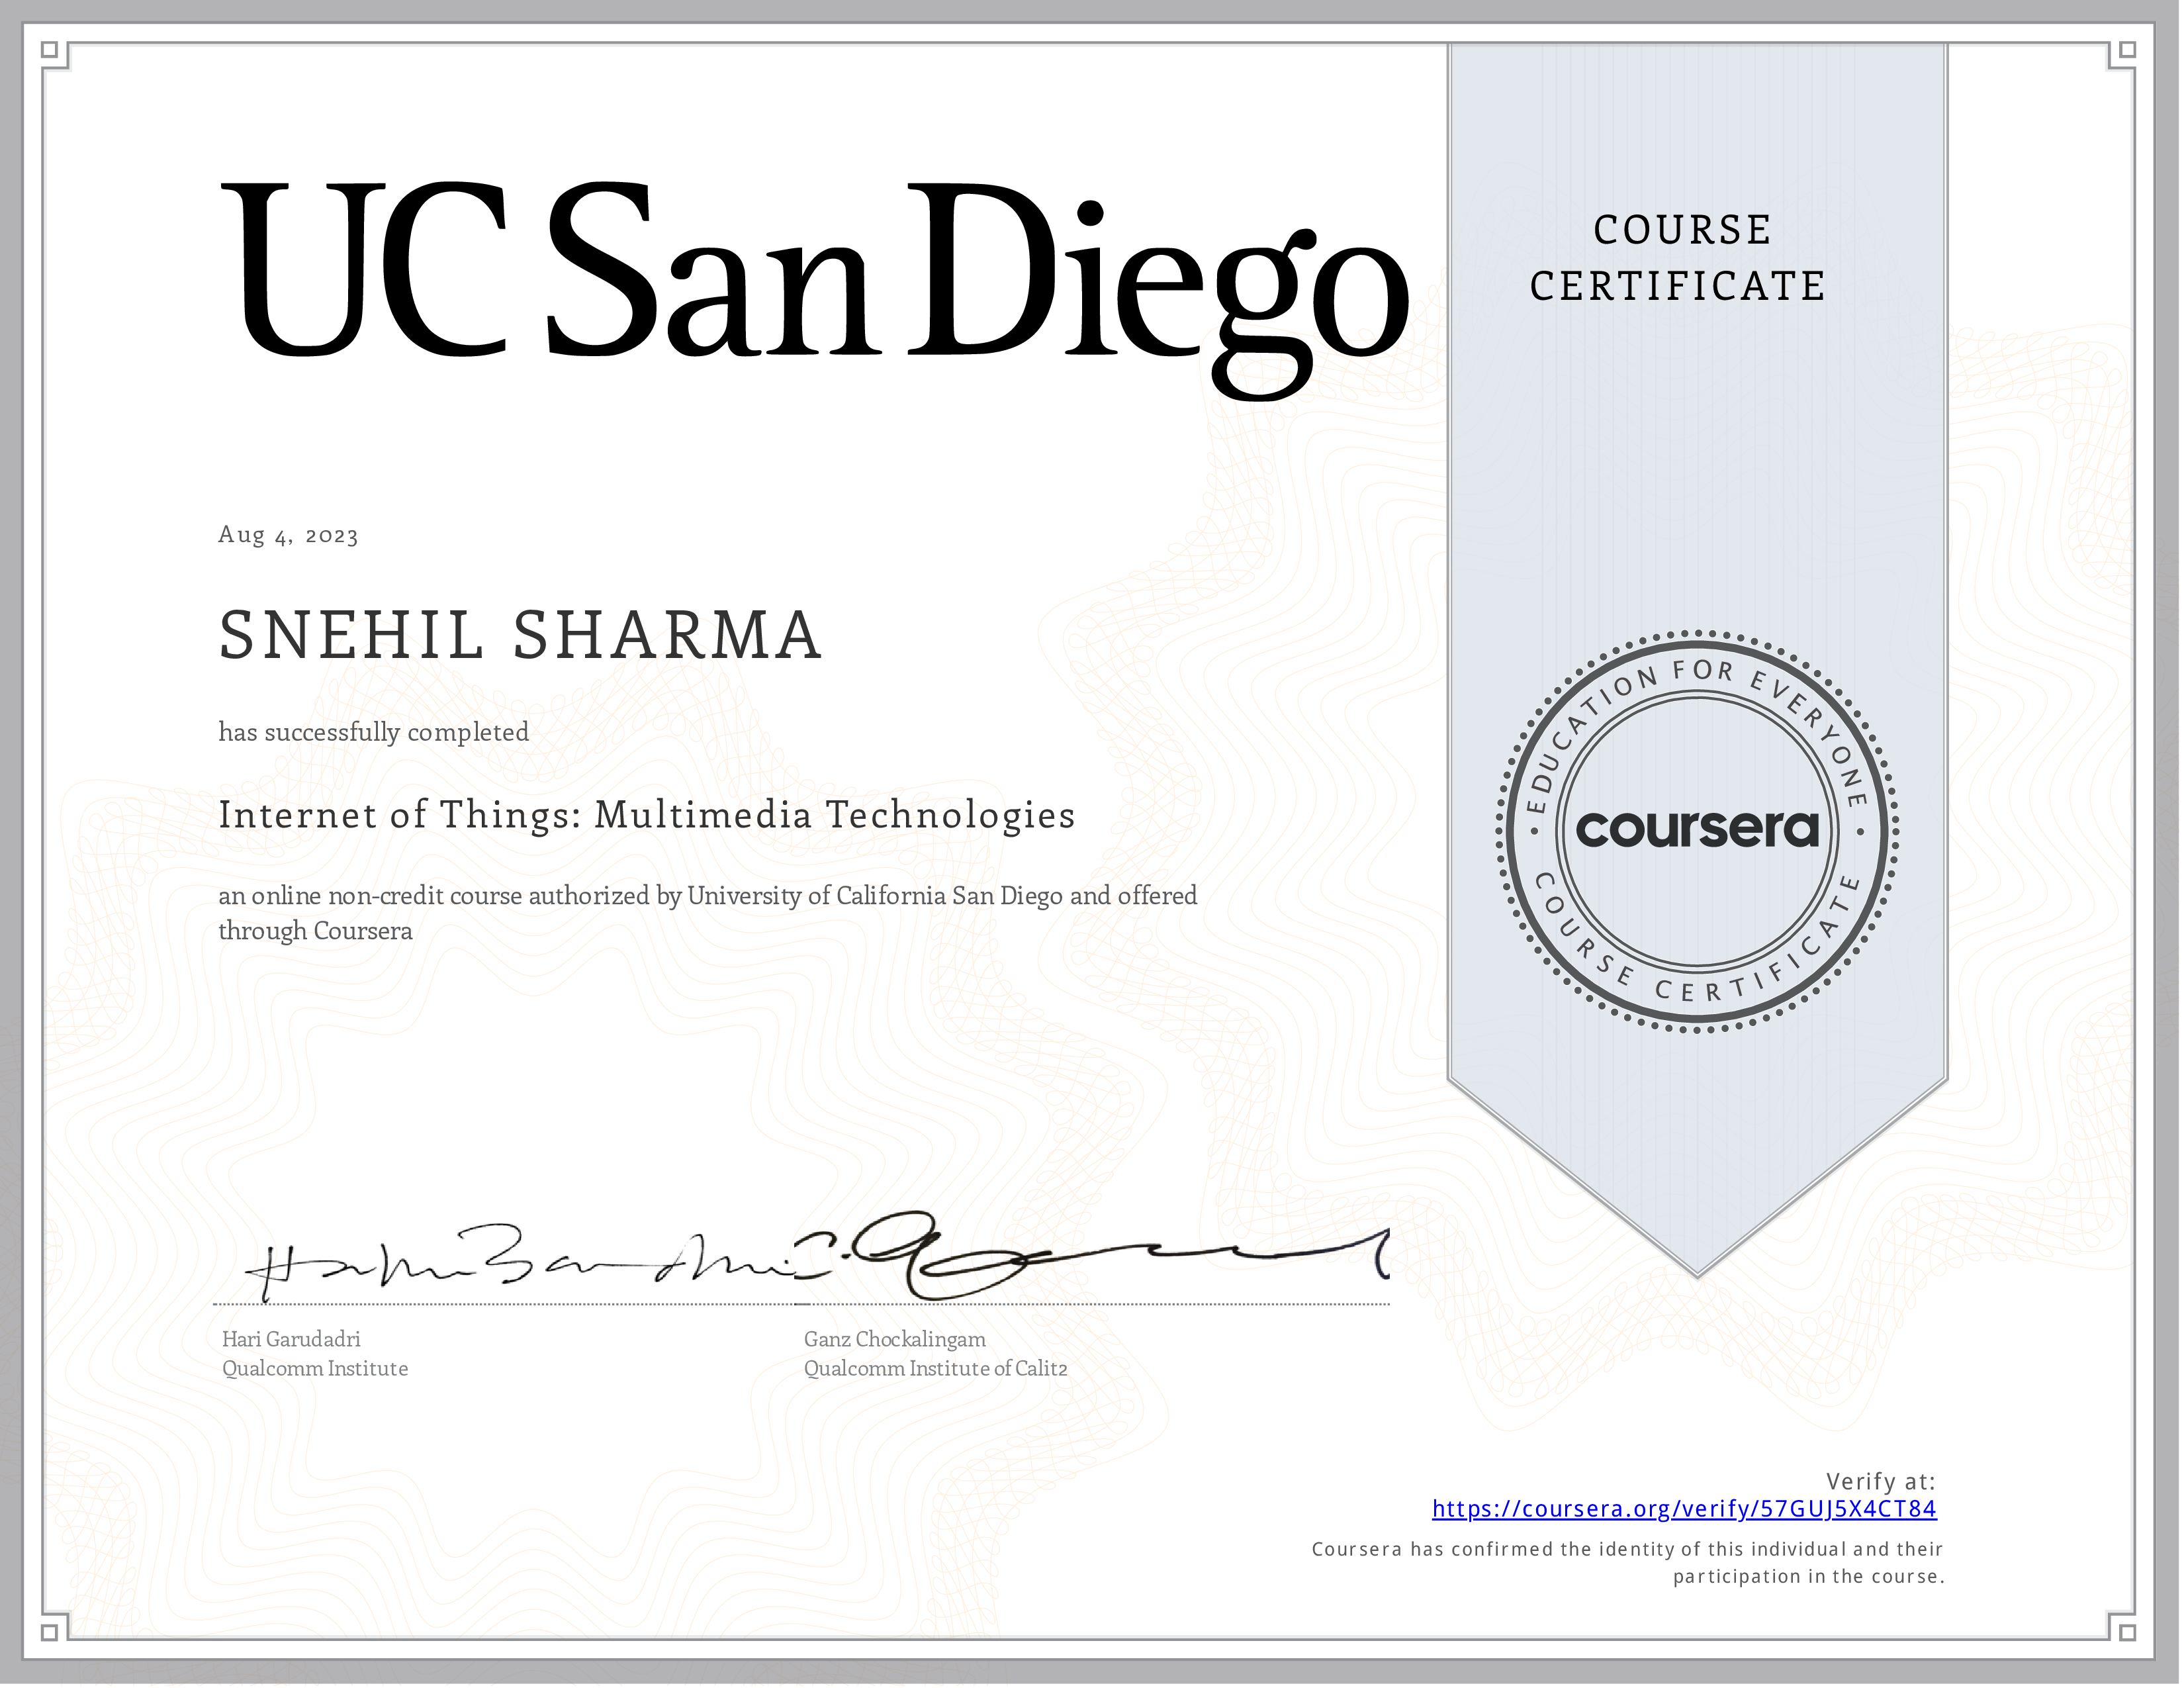 UC San Diego
COURSE
CERTIFICATE
Aug 4, 2023
SNEHIL SHARMA
has successfully completed
Internet of Things: Multimedia Technologies
an online non-credit course authorized by University of California San Diego and offered
through Coursera
EDUCATION FOR EVERYONE
coursera
COURSE CERTIFICATE
Hari Garudadri
Qualcomm Institute
Ganz Chockalingam
Qualcomm Institute of Calit2
Verify at:
https://coursera.org/verify/57GUJ5X4CT84
Coursera has confirmed the identity of this individual and their
participation in the course.